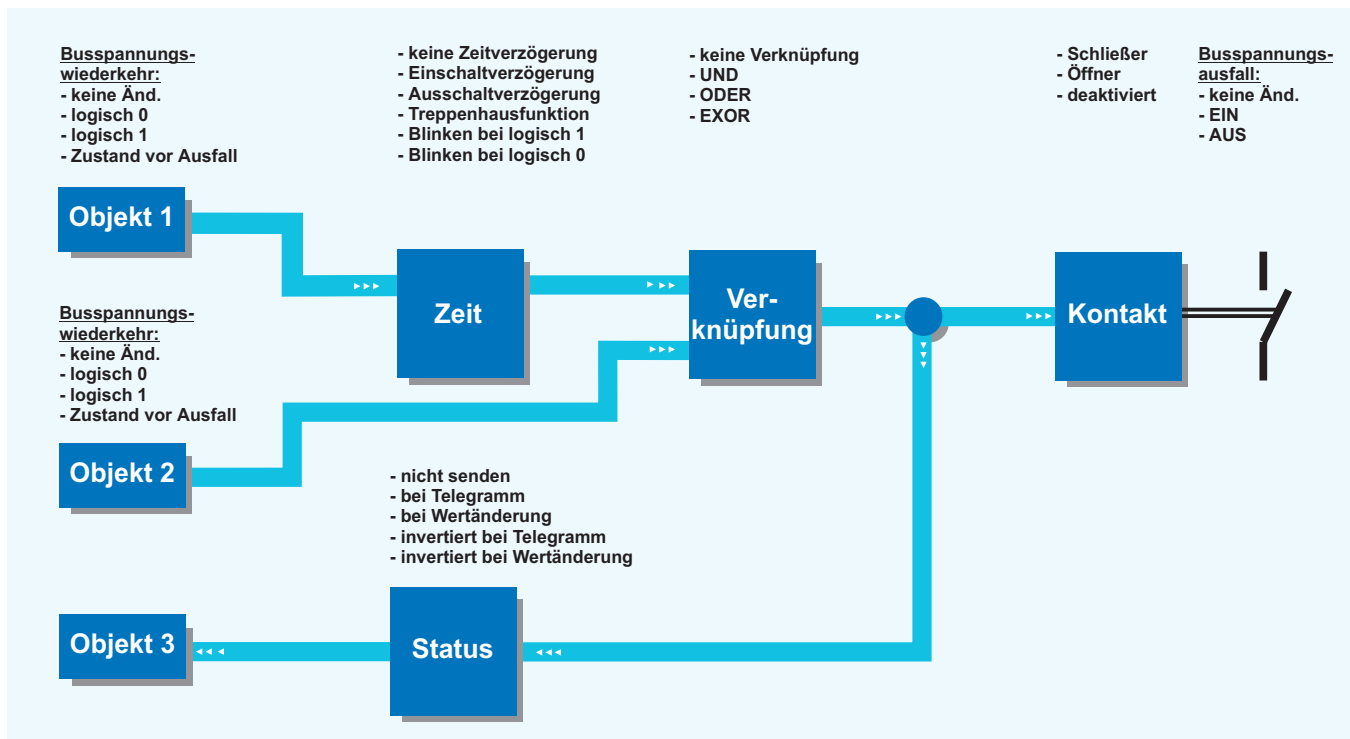 Busspannungs-
wiederkehr:
- keine Änd.
- logisch 0
- logisch 1
- Zustand vor Ausfall
- keine Zeitverzögerung
- Einschaltverzögerung
- Ausschaltverzögerung
- Treppenhausfunktion
- Blinken bei logisch 1
- Blinken bei logisch 0
- keine Verknüpfung
- UND
- ODER
- EXOR
- Schließer
- Öffner
- deaktiviert
Busspannungs-
ausfall:
- keine Änd.
- EIN
- AUS
Objekt 1
Zeit
Ver-
knüpfung
Kontakt
Busspannungs-
wiederkehr:
- keine Änd.
- logisch 0
- logisch 1
- Zustand vor Ausfall
Objekt 2
- nicht senden
- bei Telegramm
- bei Wertänderung
- invertiert bei Telegramm
- invertiert bei Wertänderung
Objekt 3
Status